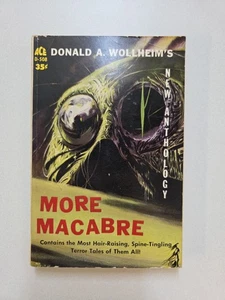 ACE
D-508
35¢
DONALD A. WOLLHEIM'S
NEW ANTHOLOGY
MORE
MACABRE
Contains the Most Hair-Raising, Spine-Tingling
Terror Tales of Them All!